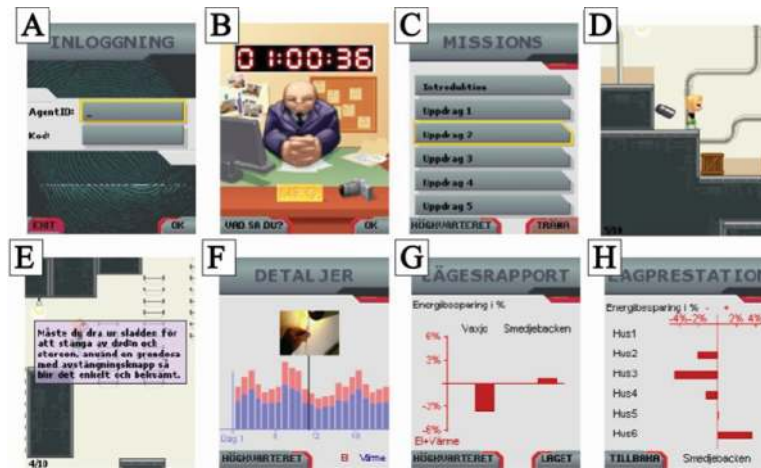 A
INLOGGNING
AgentID:
Kod:
EXIT
OK
B
01:00:36
VAD SA DU?
OK
C
MISSIONS
Introduktion
Uppdrag 1
Uppdrag 2
Uppdrag 3
Uppdrag 4
Uppdrag 5
HÖGKVARTERET
TRÄNA
D
E
Måste du dra ur sladden för
att stänga av dvd:n och
stereon, använd en grendosa
med avstängningsknapp så
blir det enkelt och bekvämt.
4/10
F
DETALJER
Dag 1
HÖGKVARTERET
El
Värme
G
LÄGESRAPPORT
Energibesparing i %
Vaxjo
Smedjebacken
6%
3%
-2%
-6%
El+Värme
HÖGKVARTERET
LAGET
H
LAGPRESTATION
Energibesparing i %
- +
-4% -2% 2% 4%
Hus1
Hus2
Hus3
Hus4
Hus5
Hus6
TILLBAKA
Smedjebacken